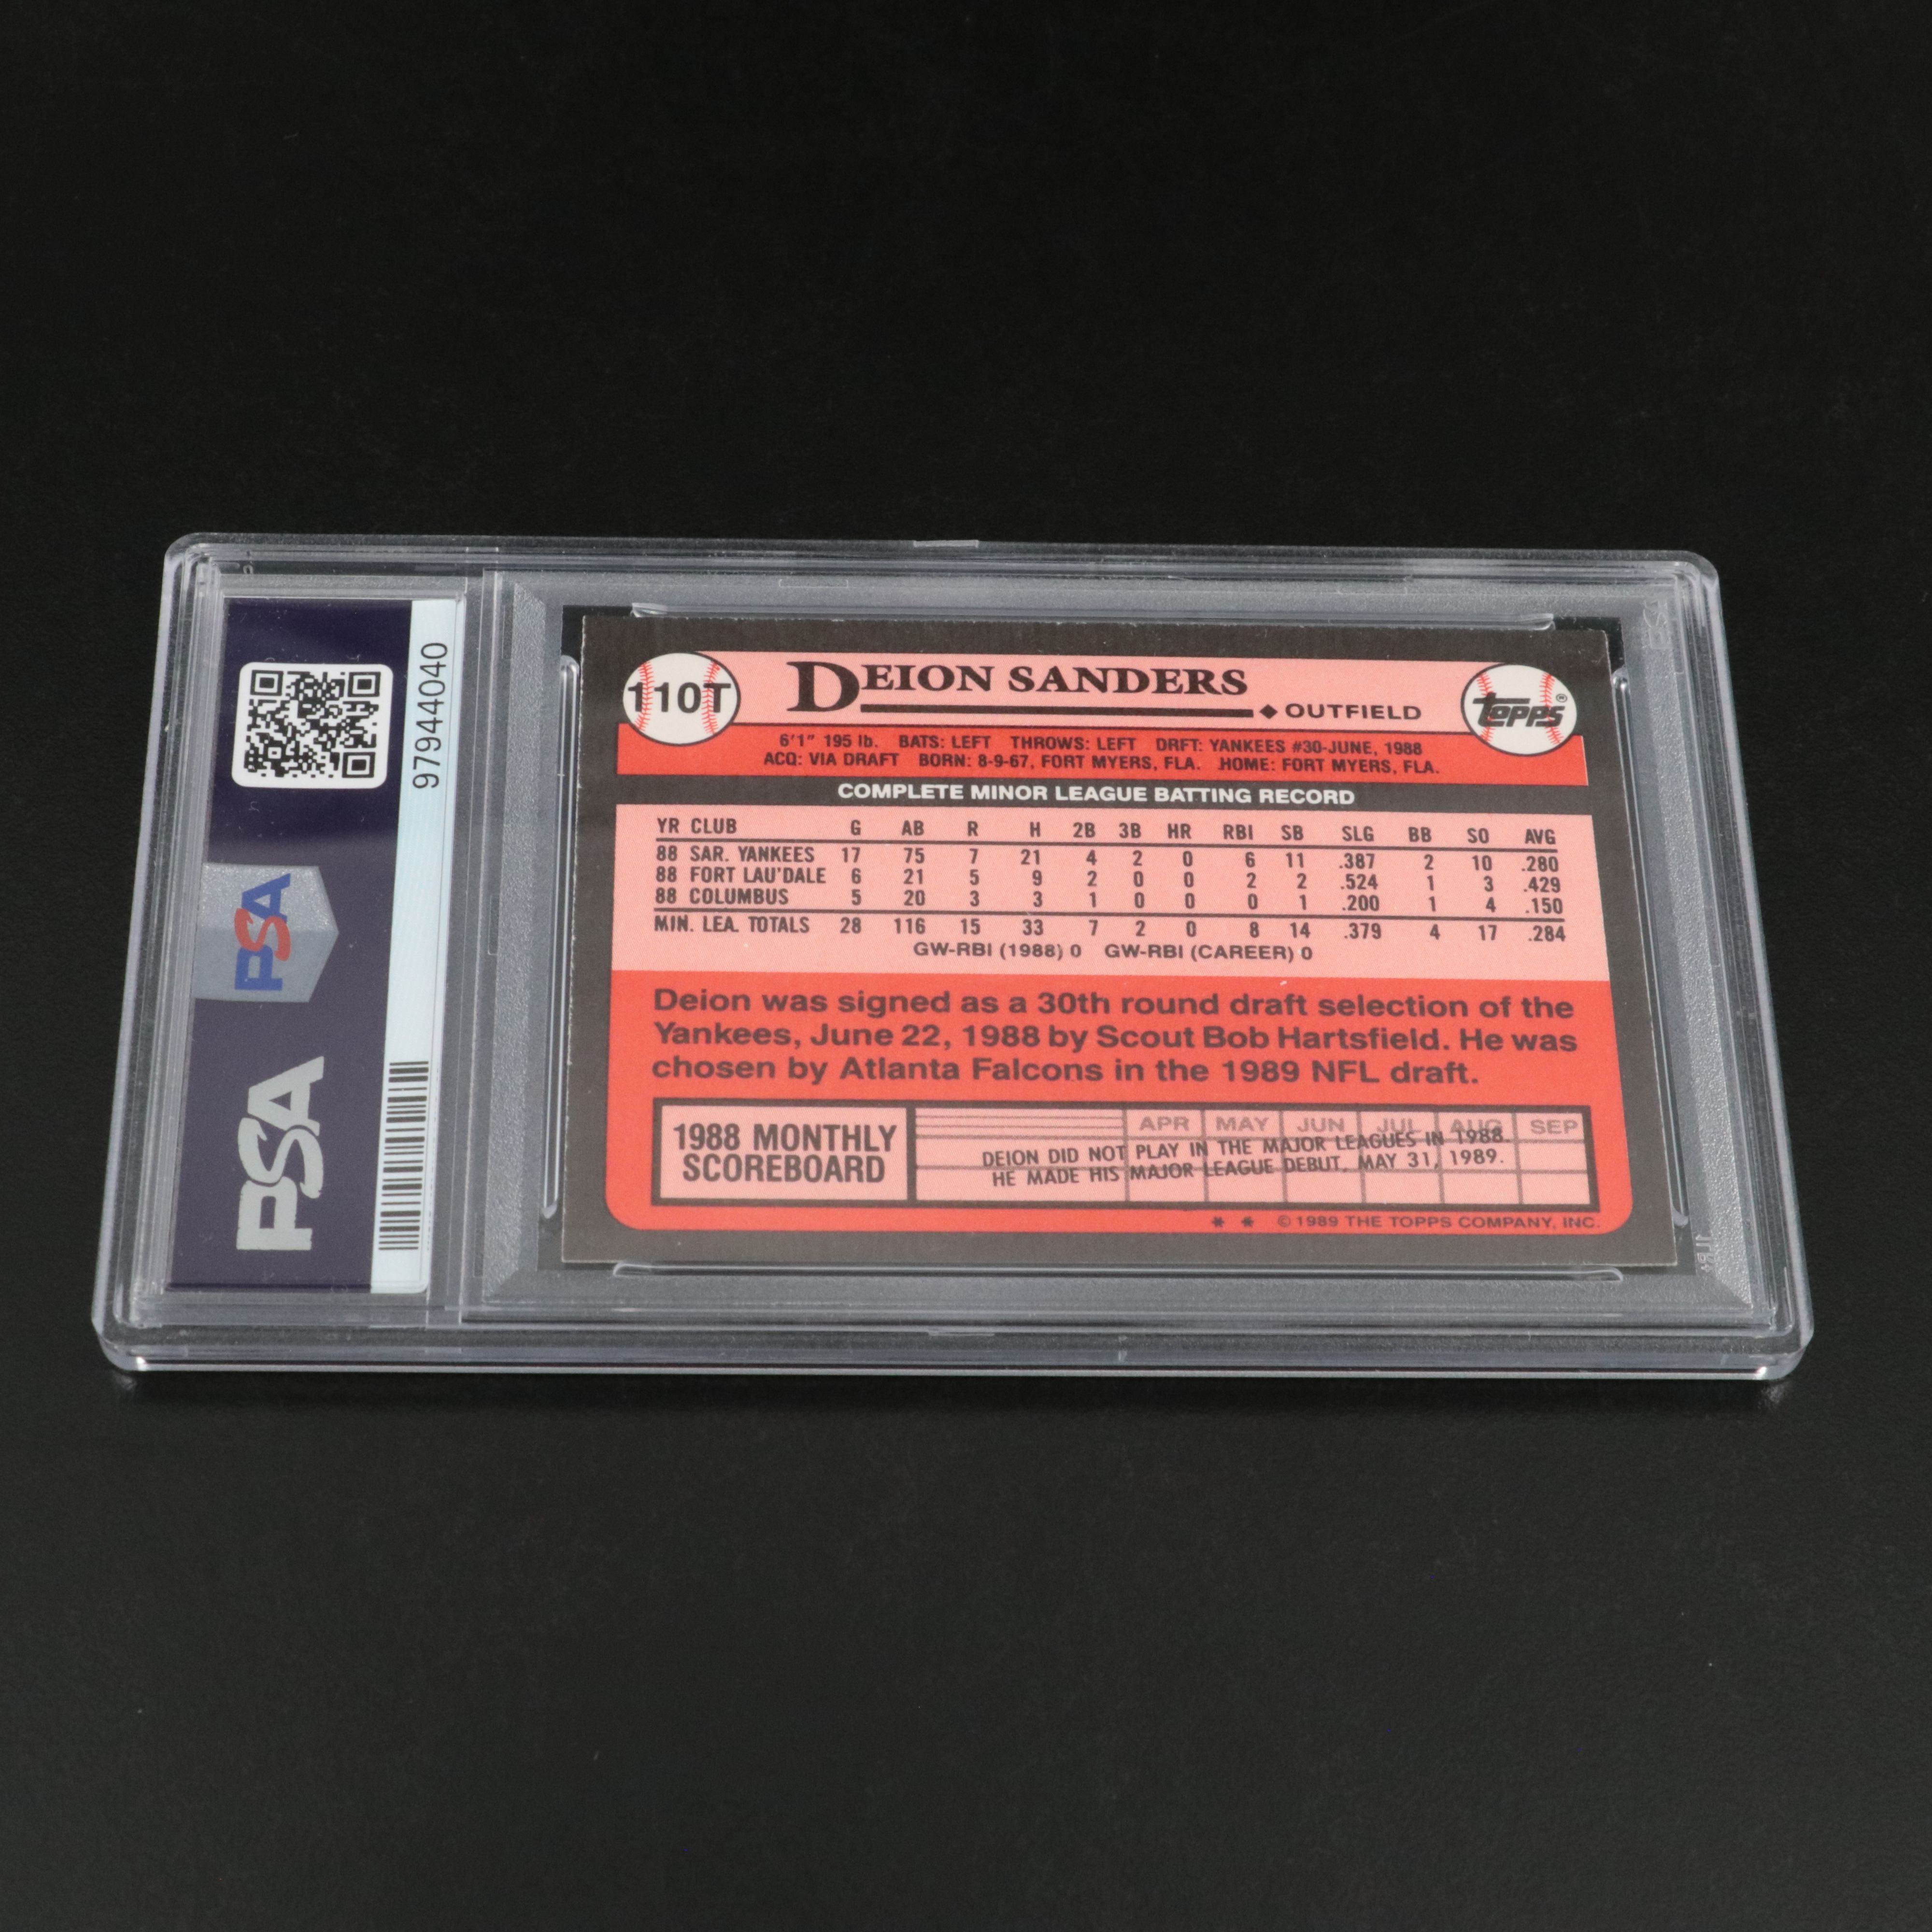 97944040
PSA
PSA
110T
DEION SANDERS
OUTFIELD
topps®
6'1" 195 lb. BATS: LEFT THROWS: LEFT DRFT: YANKEES #30-JUNE, 1988
ACQ: VIA DRAFT BORN: 8-9-67, FORT MYERS, FLA. HOME: FORT MYERS, FLA.
COMPLETE MINOR LEAGUE BATTING RECORD
YR CLUB G AB R H 2B 3B HR RBI SB SLG BB SO AVG
88 SAR. YANKEES 17 75 7 21 4 2 0 6 11 .387 2 10 .280
88 FORT LAU'DALE 6 21 5 9 2 0 0 2 2 .524 1 3 .429
88 COLUMBUS 5 20 3 3 1 0 0 0 1 .200 1 4 .150
MIN. LEA. TOTALS 28 116 15 33 7 2 0 8 14 .379 4 17 .284
GW-RBI (1988) 0 GW-RBI (CAREER) 0
Deion was signed as a 30th round draft selection of the
Yankees, June 22, 1988 by Scout Bob Hartsfield. He was
chosen by Atlanta Falcons in the 1989 NFL draft.
1988 MONTHLY
SCOREBOARD
APR MAY JUN JUL AUG SEP
DEION DID NOT PLAY IN THE MAJOR LEAGUES IN 1988.
HE MADE HIS MAJOR LEAGUE DEBUT, MAY 31, 1989.
* * © 1989 THE TOPPS COMPANY, INC.